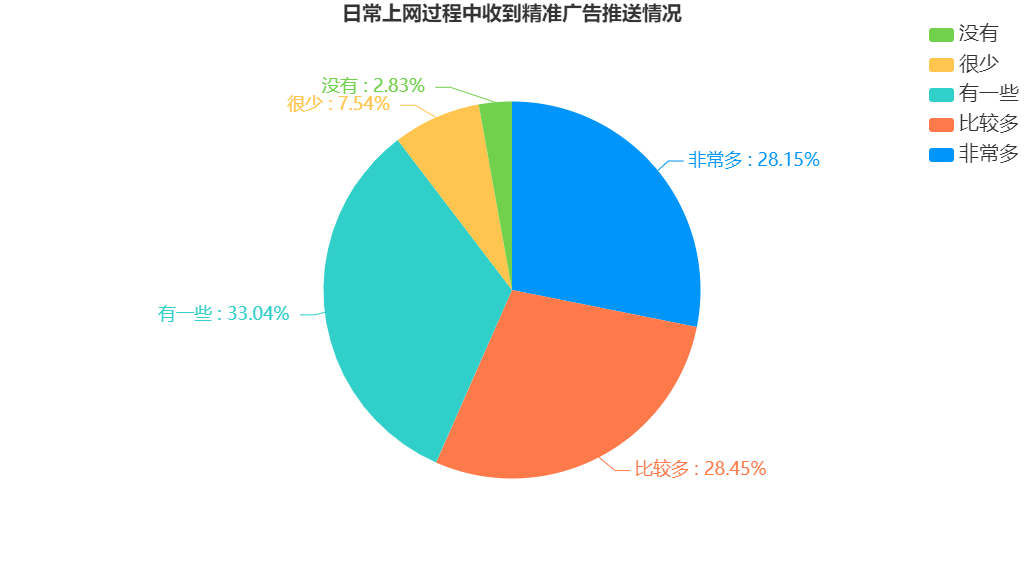 日常上网过程中收到精准广告推送情况
没有
很少
有一些
比较多
非常多
没有 : 2.83%
很少 : 7.54%
非常多 : 28.15%
有一些 : 33.04%
比较多 : 28.45%